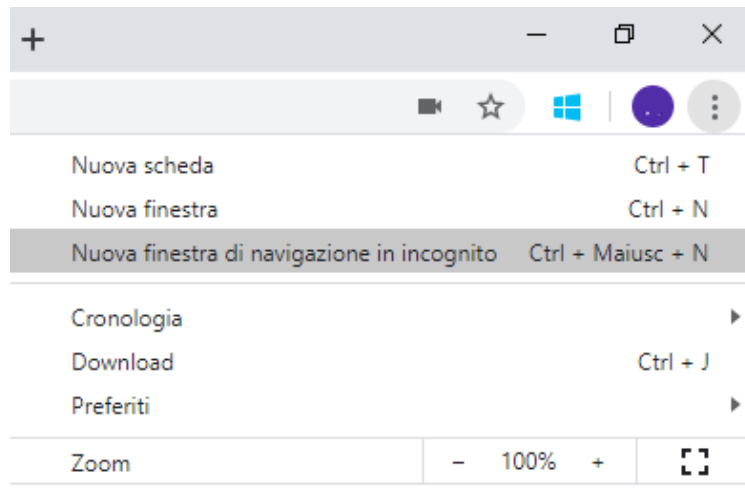 Nuova scheda Ctrl + T
Nuova finestra Ctrl + N
Nuova finestra di navigazione in incognito Ctrl + Maiusc + N
Cronologia
Download Ctrl + J
Preferiti
Zoom - 100% +